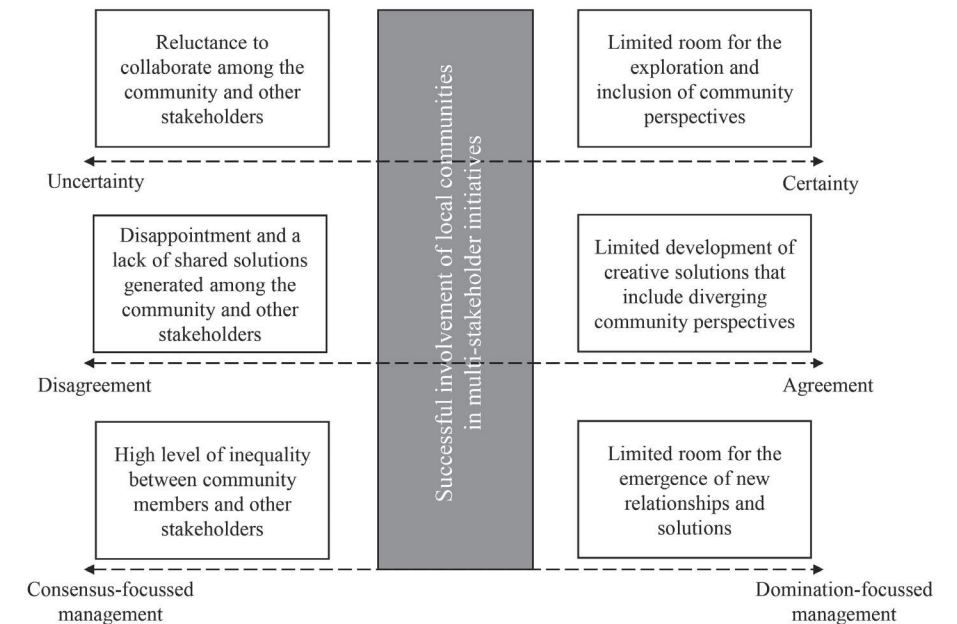 Reluctance to
collaborate among the
community and other
stakeholders
Successful involvement of local communities
in multi-stakeholder initiatives
Limited room for the
exploration and
inclusion of community
perspectives
Uncertainty
Certainty
Disappointment and a
lack of shared solutions
generated among the
community and other
stakeholders
Limited development of
creative solutions that
include diverging
community perspectives
Disagreement
Agreement
High level of inequality
between community
members and other
stakeholders
Limited room for the
emergence of new
relationships and
solutions
Consensus-focussed
management
Domination-focussed
management